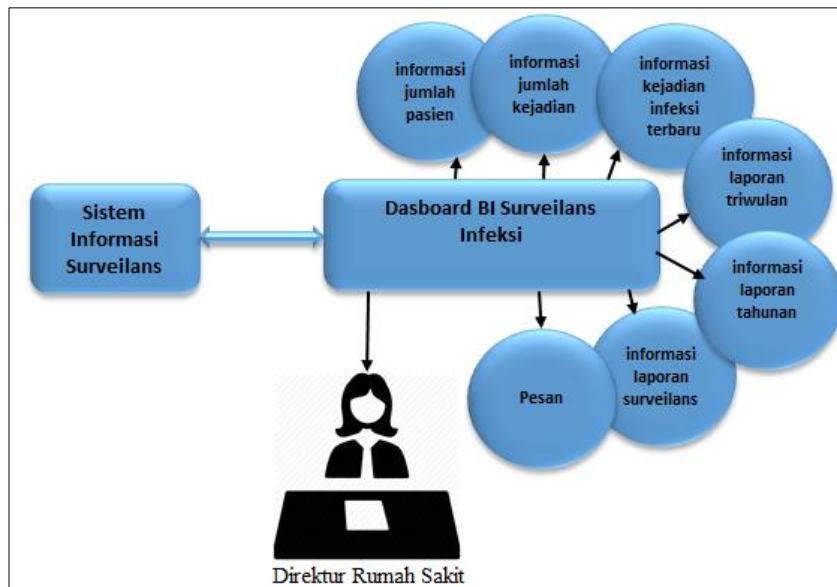 informasi
jumlah
pasien
informasi
jumlah
kejadian
informasi
kejadian
infeksi
terbaru
informasi
laporan
triwulan
Sistem
Informasi
Surveilans
Dasboard BI Surveilans
Infeksi
informasi
laporan
tahunan
informasi
laporan
surveilans
Pesan
Direktur Rumah Sakit